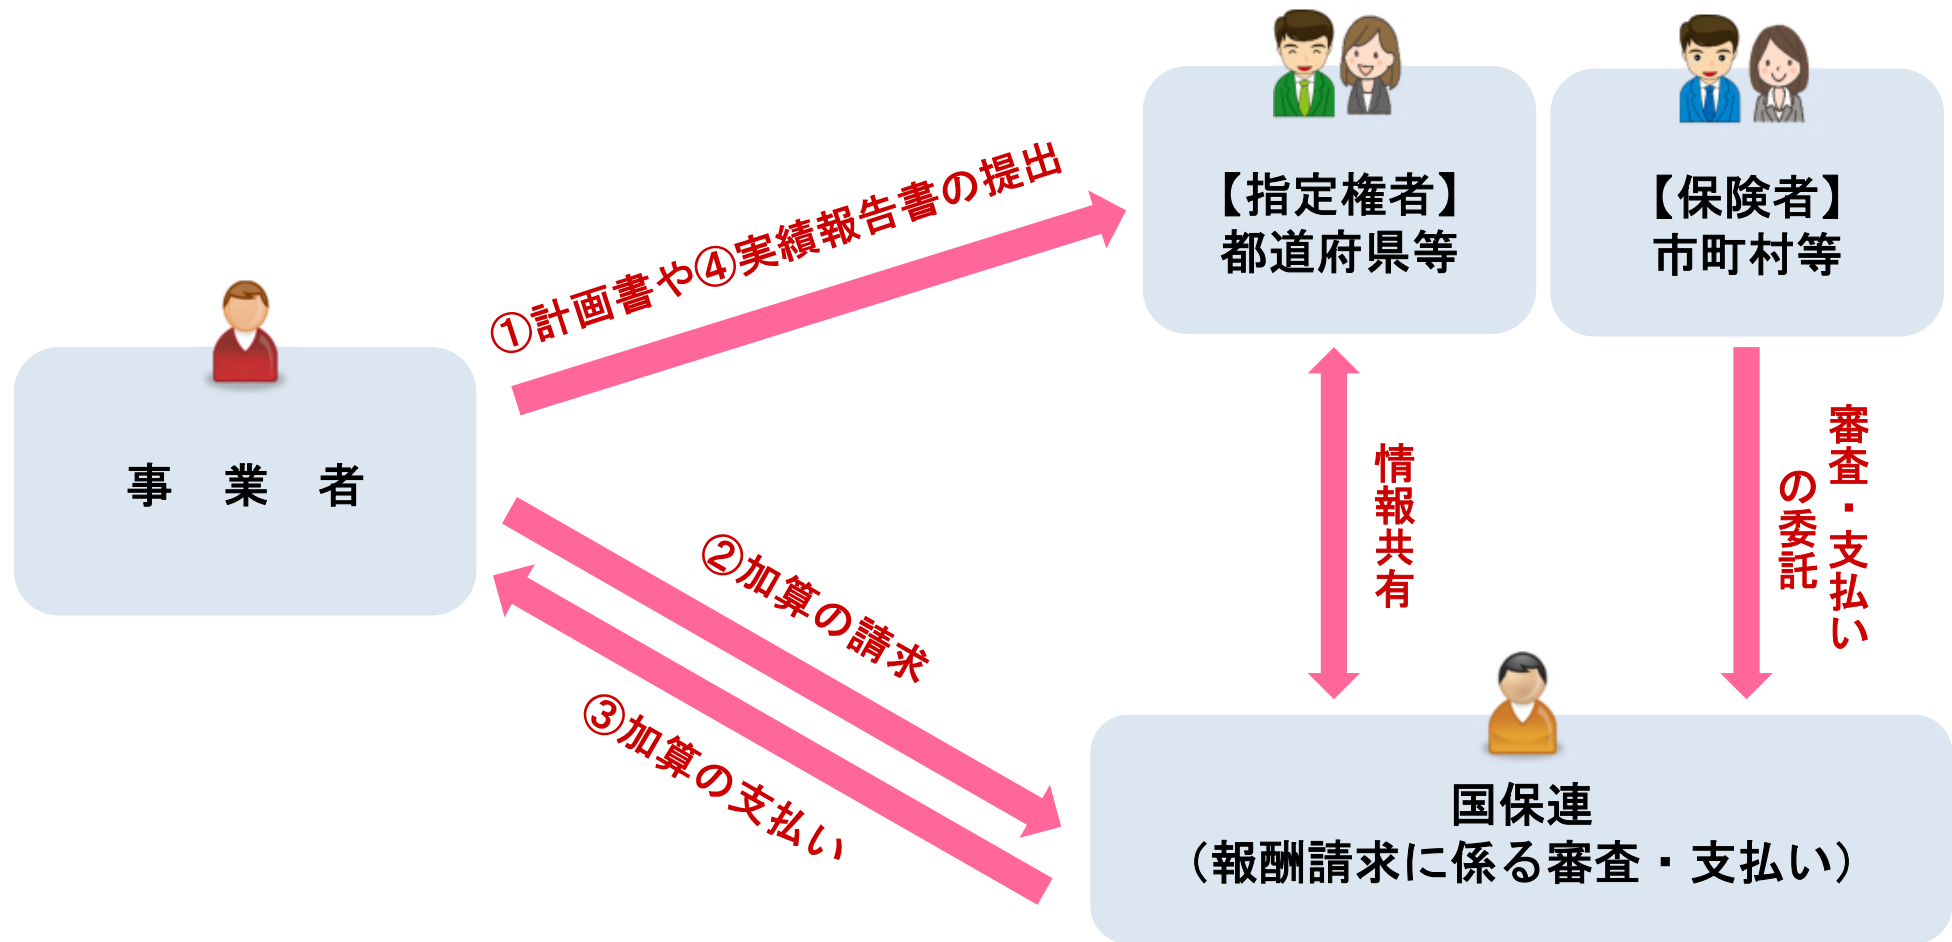 【指定権者】
都道府県等
【保険者】
市町村等
①計画書や④実績報告書の提出
事　業　者
情報共有
審査・支払い
の委託
②加算の請求
③加算の支払い
国保連
（報酬請求に係る審査・支払い）